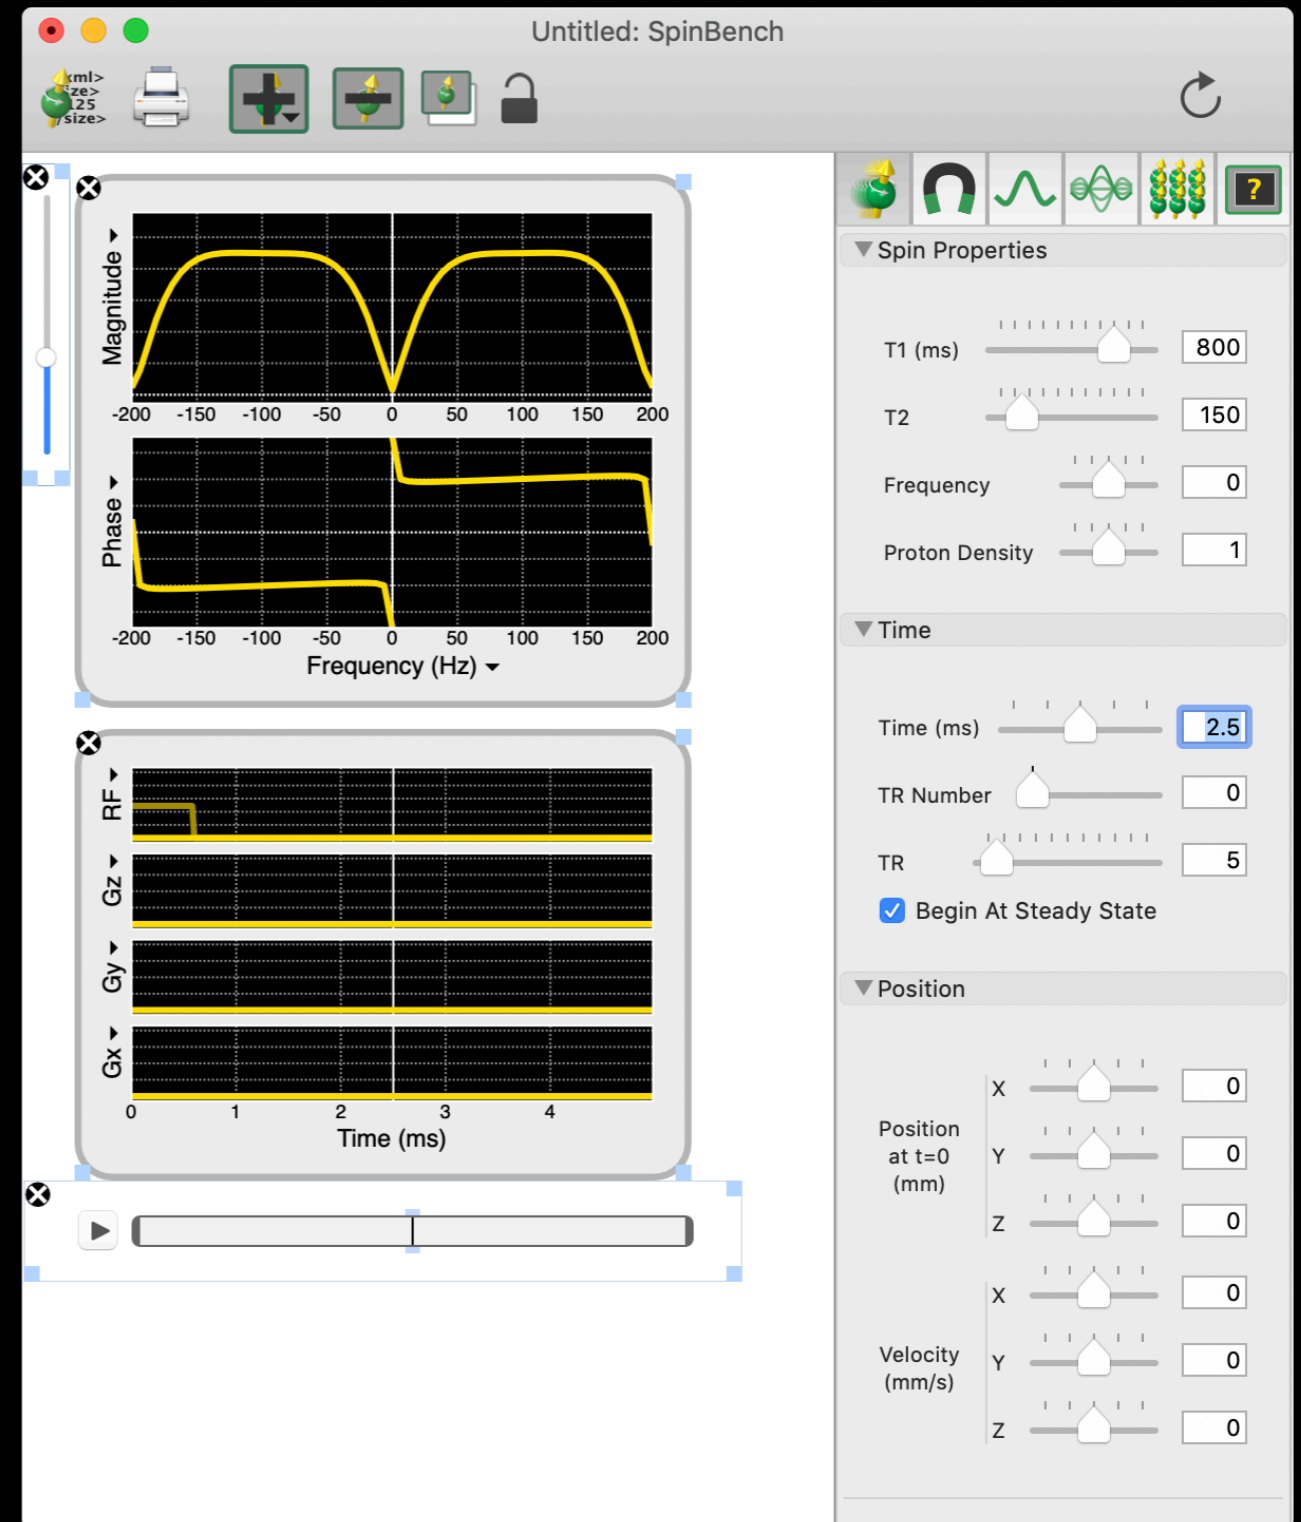 Untitled: SpinBench
xml>
ize>
125
/size>
?
Magnitude
-200 -150 -100 -50 0 50 100 150 200
Phase
-200 -150 -100 -50 0 50 100 150 200
Frequency (Hz)
RF
Gz
Gy
Gx
0 1 2 3 4
Time (ms)
Spin Properties
T1 (ms) 800
T2 150
Frequency 0
Proton Density 1
Time
Time (ms) 2.5
TR Number 0
TR 5
Begin At Steady State
Position
Position
at t=0
(mm)
X 0
Y 0
Z 0
Velocity
(mm/s)
X 0
Y 0
Z 0